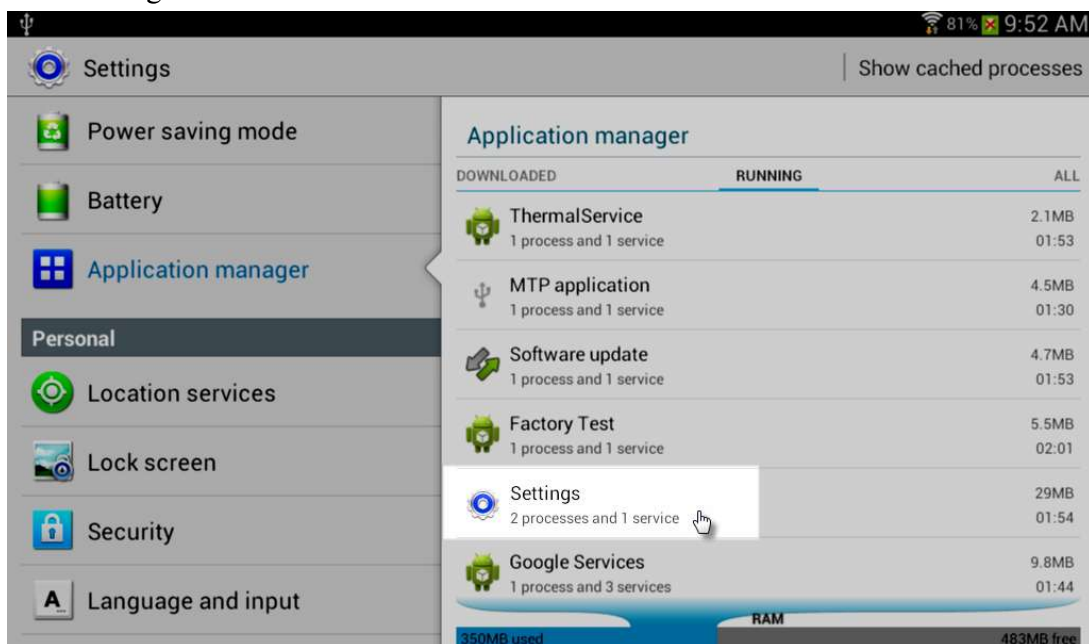 81% 9:52 AM
Settings
Show cached processes
Power saving mode
Battery
Application manager
Personal
Location services
Lock screen
Security
A
Language and input
Application manager
DOWNLOADED RUNNING ALL
ThermalService 2.1MB
1 process and 1 service 01:53
MTP application 4.5MB
1 process and 1 service 01:30
Software update 4.7MB
1 process and 1 service 01:53
Factory Test 5.5MB
1 process and 1 service 02:01
Settings 29MB
2 processes and 1 service 01:54
Google Services 9.8MB
1 process and 3 services 01:44
RAM
350MB used 483MB free